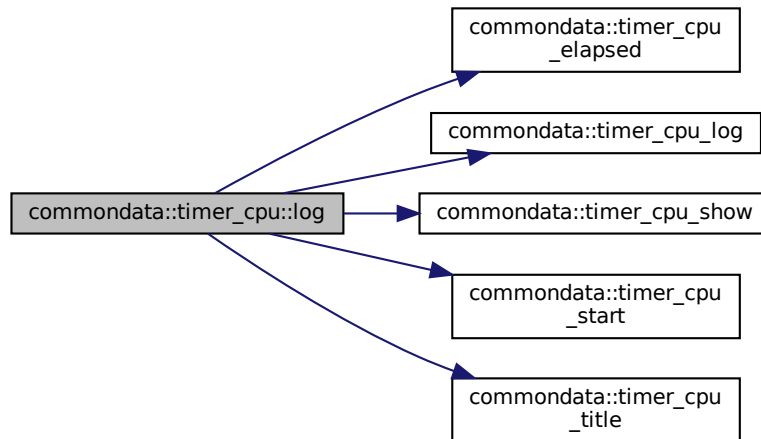 commondata::timer_cpu
_elapsed
commondata::timer_cpu_log
commondata::timer_cpu::log
commondata::timer_cpu_show
commondata::timer_cpu
_start
commondata::timer_cpu
_title